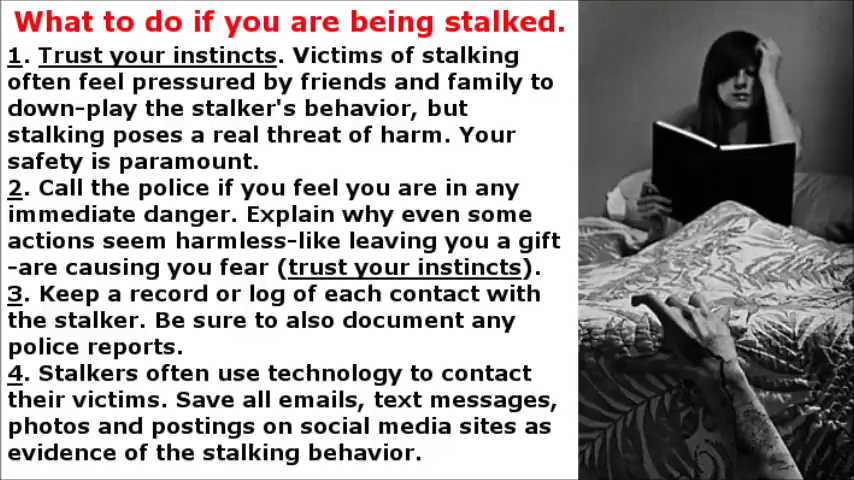 What to do if you are being stalked.
1. Trust your instincts. Victims of stalking
often feel pressured by friends and family to
down-play the stalker's behavior, but
stalking poses a real threat of harm. Your
safety is paramount.
2. Call the police if you feel you are in any
immediate danger. Explain why even some
actions seem harmless-like leaving you a gift
-are causing you fear (trust your instincts).
3. Keep a record or log of each contact with
the stalker. Be sure to also document any
police reports.
4. Stalkers often use technology to contact
their victims. Save all emails, text messages,
photos and postings on social media sites as
evidence of the stalking behavior.